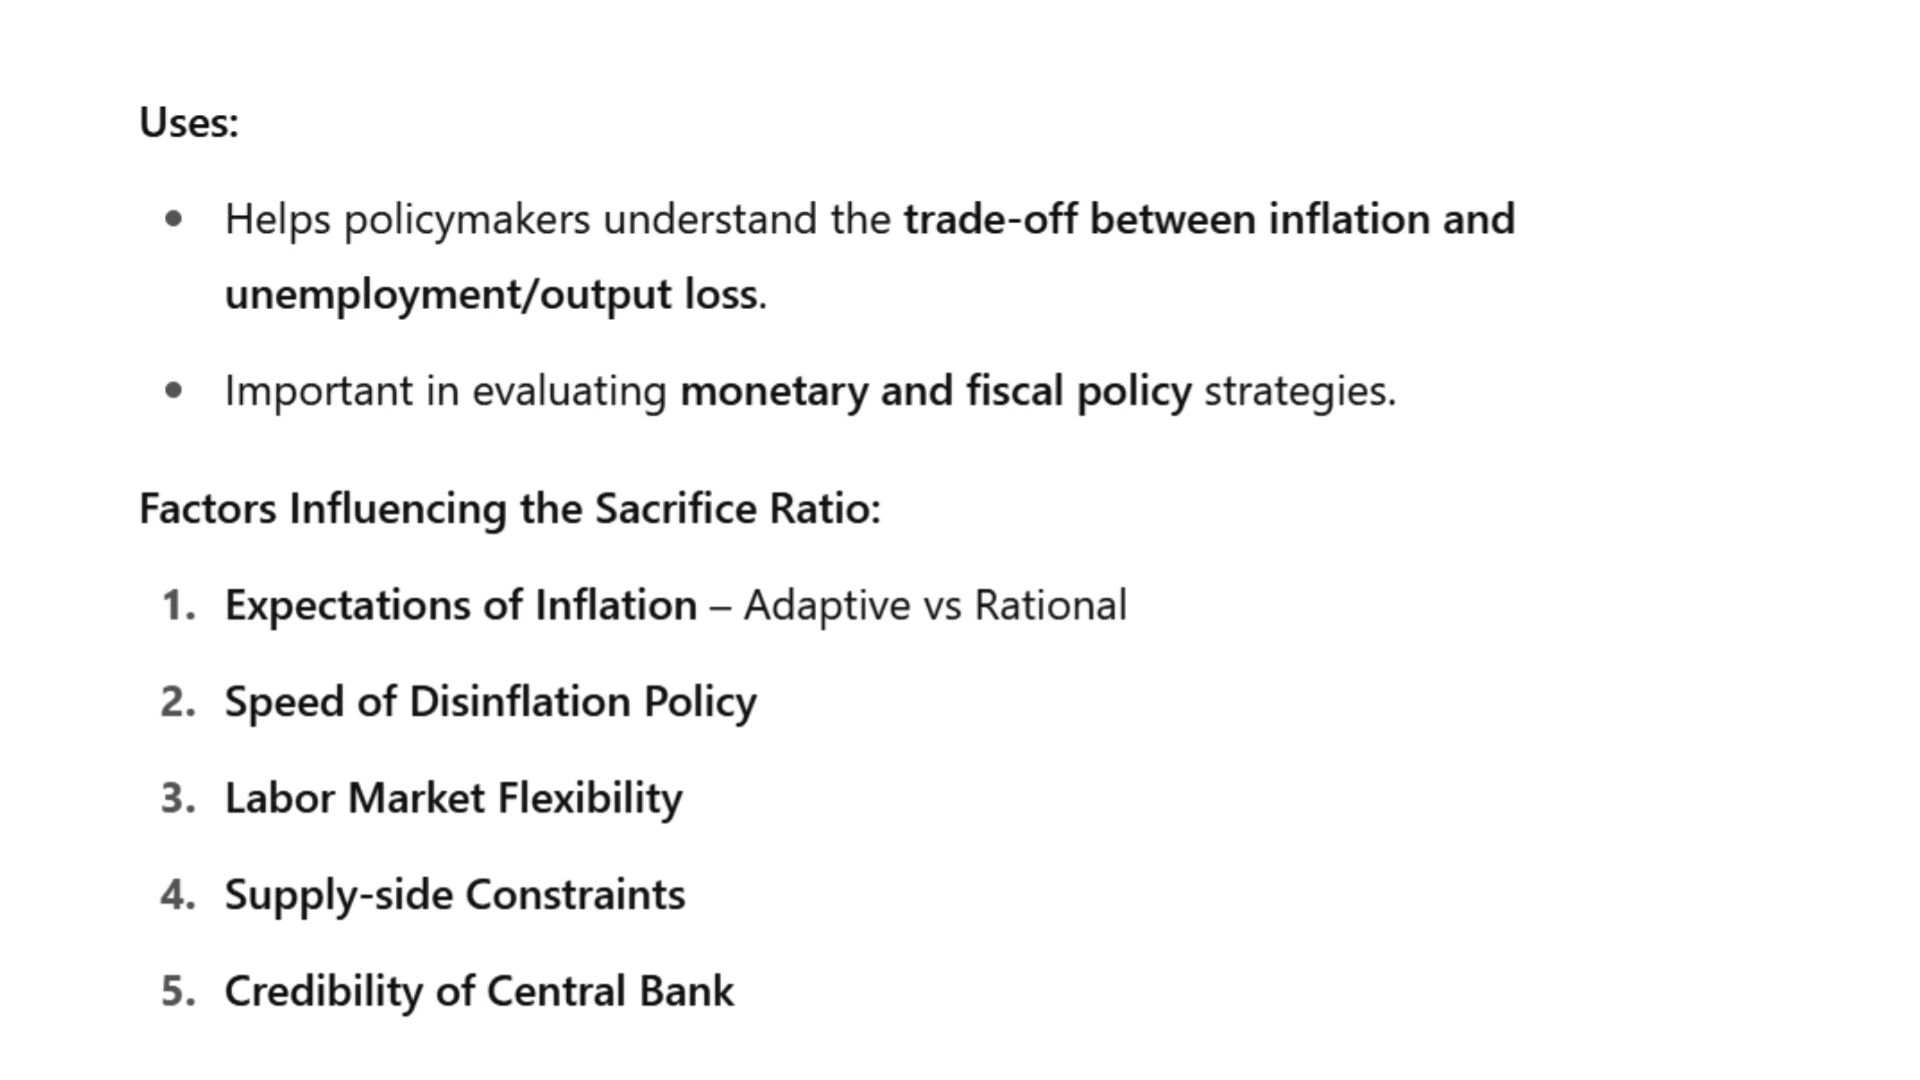 Uses:
• Helps policymakers understand the trade-off between inflation and
unemployment/output loss.
• Important in evaluating monetary and fiscal policy strategies.
Factors Influencing the Sacrifice Ratio:
1. Expectations of Inflation – Adaptive vs Rational
2. Speed of Disinflation Policy
3. Labor Market Flexibility
4. Supply-side Constraints
5. Credibility of Central Bank